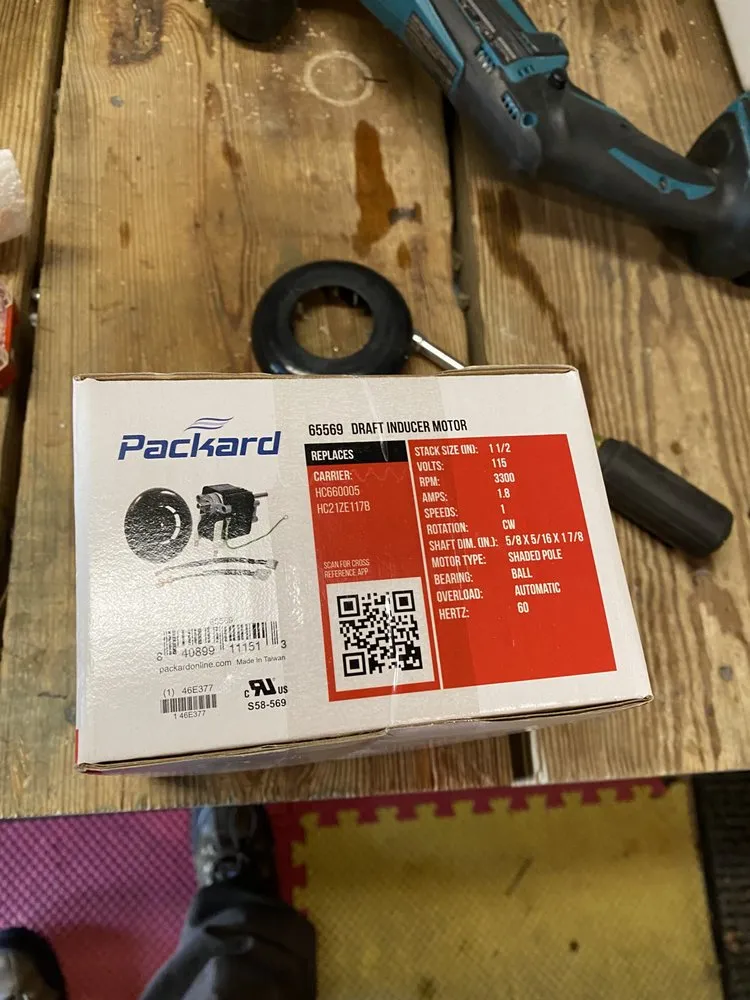 Packard
65569 DRAFT INDUCER MOTOR
REPLACES
CARRIER:
HC660005
HC21ZE117B
SCAN FOR CROSS
REFERENCE APP
STACK SIZE (IN): 1 1/2
VOLTS: 115
RPM: 3300
AMPS: 1.8
SPEEDS: 1
ROTATION: CW
SHAFT DIM. (IN.): 5/8 X 5/16 X 1 7/8
MOTOR TYPE: SHADED POLE
BEARING: BALL
OVERLOAD: AUTOMATIC
HERTZ: 60
65569
40899 11151 3
packardonline.com Made In Taiwan
(1) 46E377
1 46E377
C RU US
S58-569